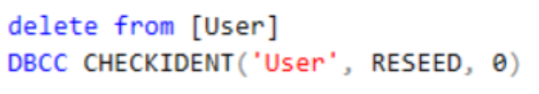 delete from [User]
DBCC CHECKIDENT('User', RESEED, 0)